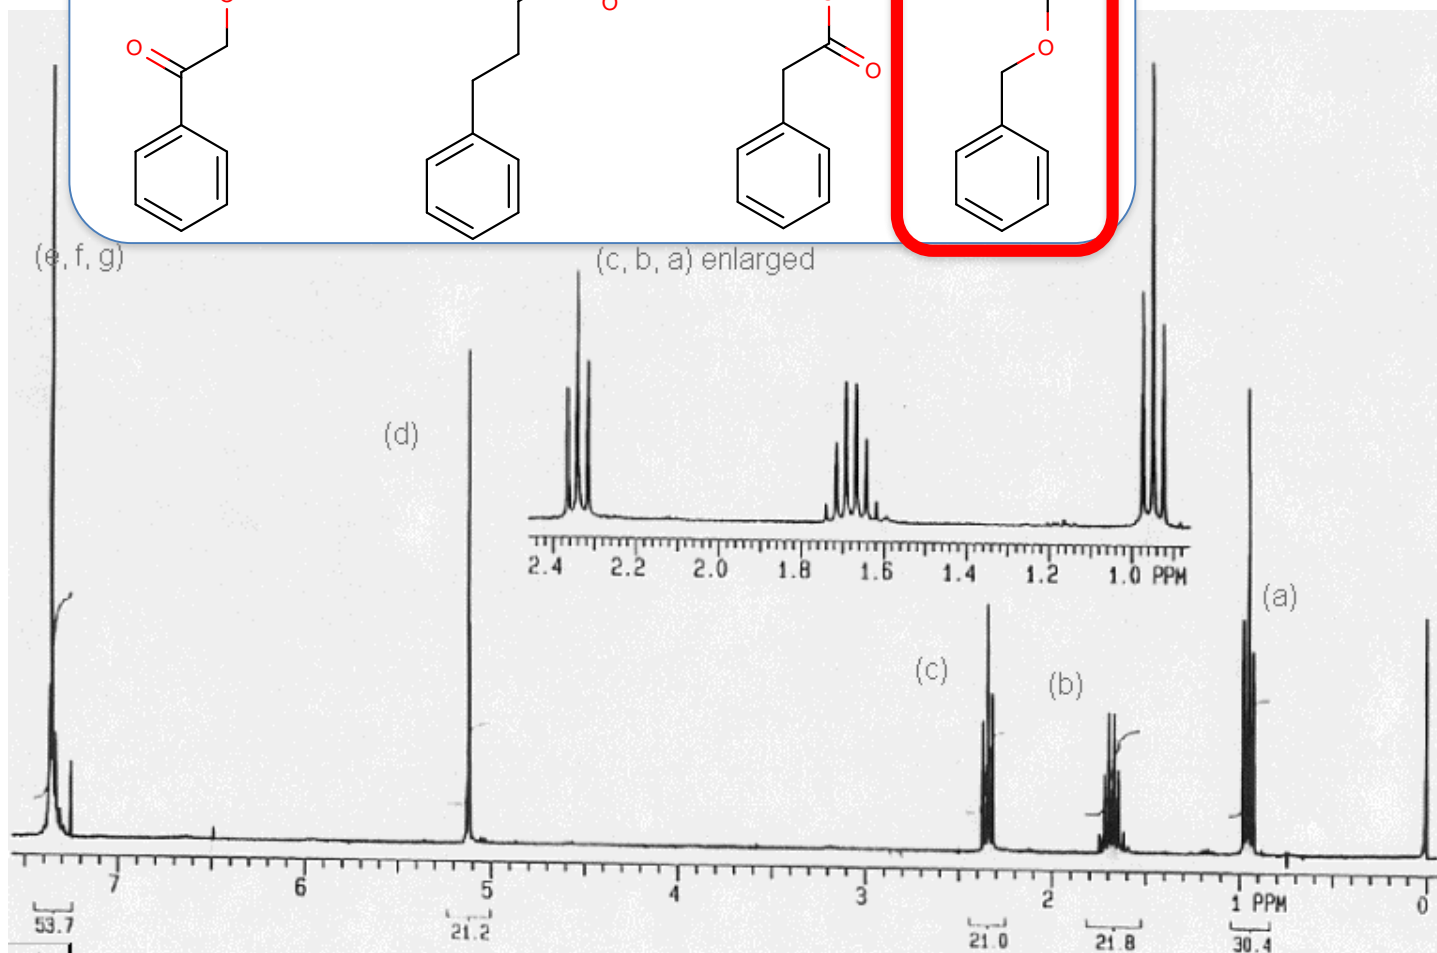 O
O
O
O
O
(e, f, g)
(c, b, a) enlarged
(d)
2.4 2.2 2.0 1.8 1.6 1.4 1.2 1.0 PPM
(a)
(c)
(b)
7 6 5 4 3 2 1 PPM 0
53.7 21.2 21.0 21.8 30.4